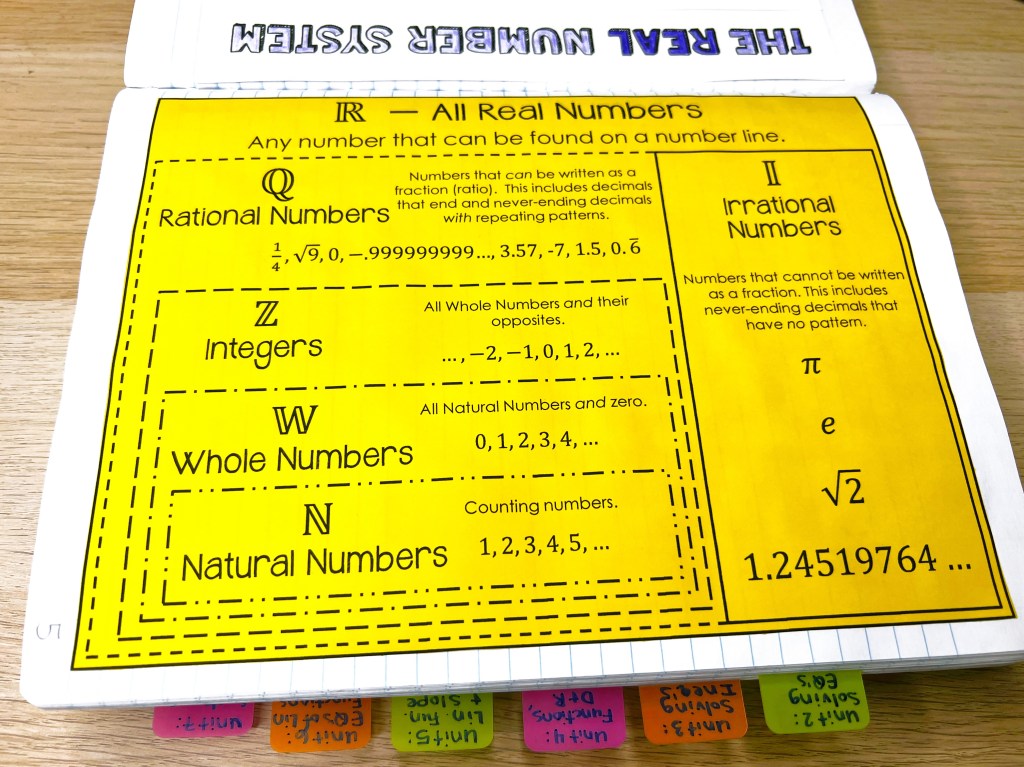 THE REAL NUMBER SYSTEM
ℝ — All Real Numbers
Any number that can be found on a number line.
ℚ
Rational Numbers
Numbers that can be written as a
fraction (ratio). This includes decimals
that end and never-ending decimals
with repeating patterns.
1/4, √9, 0, −.999999999..., 3.57, -7, 1.5, 0.6̅
ℤ
Integers
All Whole Numbers and their
opposites.
..., −2, −1, 0, 1, 2, ...
𝕎
Whole Numbers
All Natural Numbers and zero.
0, 1, 2, 3, 4, ...
ℕ
Natural Numbers
Counting numbers.
1, 2, 3, 4, 5, ...
𝕀
Irrational
Numbers
Numbers that cannot be written
as a fraction. This includes
never-ending decimals that
have no pattern.
π
e
√2
1.24519764 ...
5
Unit 2:
Solving
EQ's
Unit 3:
Solving
Ineq's
Unit 4:
Functions,
D+R
Unit 5:
Lin. Fun.
+ Slope
Unit 6:
EQs of Lin
Functions
Unit 7: